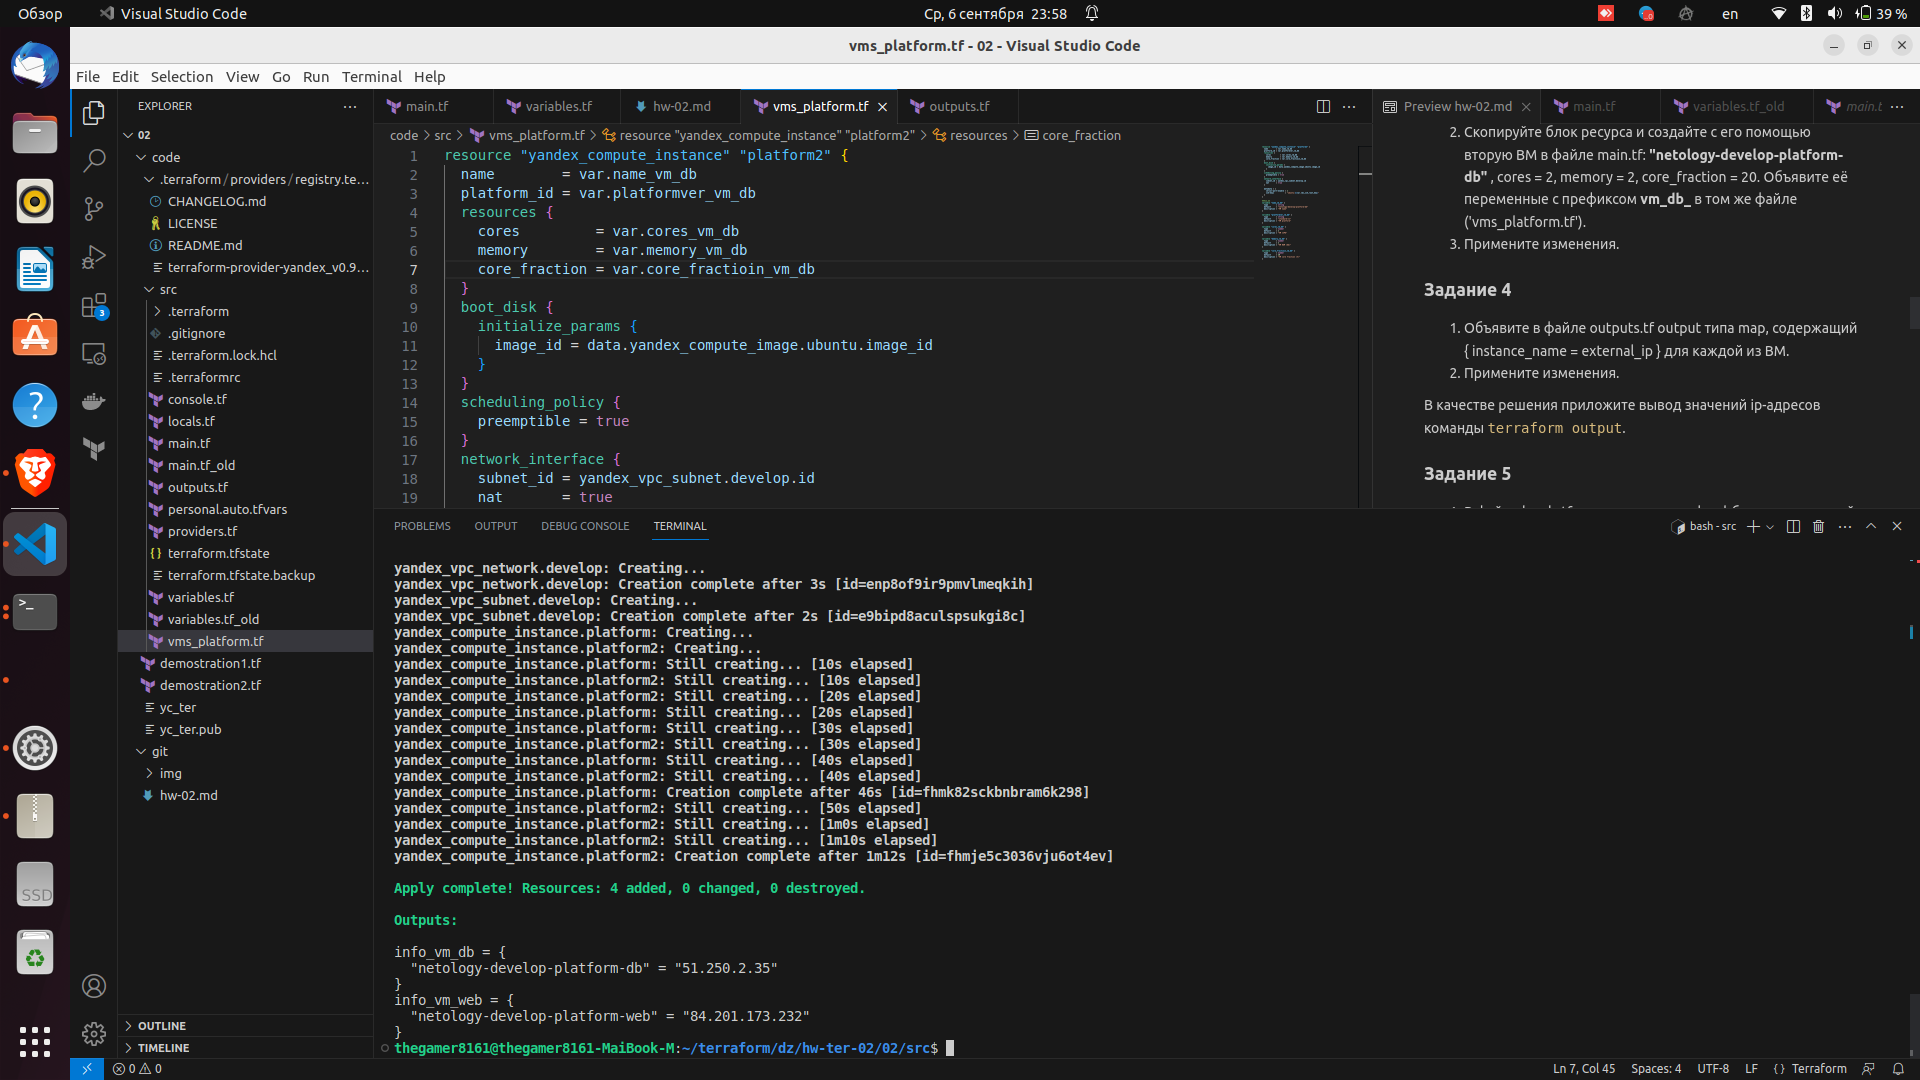 Обзор
Visual Studio Code
Ср, 6 сентября 23:58
en
39 %
vms_platform.tf - 02 - Visual Studio Code
File Edit Selection View Go Run Terminal Help
EXPLORER
02
code
.terraform/providers/registry.te...
CHANGELOG.md
LICENSE
README.md
terraform-provider-yandex_v0.9...
src
.terraform
.gitignore
.terraform.lock.hcl
.terraformrc
console.tf
locals.tf
main.tf
main.tf_old
outputs.tf
personal.auto.tfvars
providers.tf
terraform.tfstate
terraform.tfstate.backup
variables.tf
variables.tf_old
vms_platform.tf
demostration1.tf
demostration2.tf
yc_ter
yc_ter.pub
git
img
hw-02.md
OUTLINE
TIMELINE
3
SSD
main.tf
variables.tf
hw-02.md
vms_platform.tf
outputs.tf
code > src > vms_platform.tf > resource "yandex_compute_instance" "platform2" > resources > core_fraction
1 resource "yandex_compute_instance" "platform2" {
2 name = var.name_vm_db
3 platform_id = var.platformver_vm_db
4 resources {
5 cores = var.cores_vm_db
6 memory = var.memory_vm_db
7 core_fraction = var.core_fractioin_vm_db
8 }
9 boot_disk {
10 initialize_params {
11 image_id = data.yandex_compute_image.ubuntu.image_id
12 }
13 }
14 scheduling_policy {
15 preemptible = true
16 }
17 network_interface {
18 subnet_id = yandex_vpc_subnet.develop.id
19 nat = true
Preview hw-02.md
main.tf
variables.tf_old
main.t
2. Скопируйте блок ресурса и создайте с его помощью
вторую ВМ в файле main.tf: "netology-develop-platform-
db" , cores = 2, memory = 2, core_fraction = 20. Объявите её
переменные с префиксом vm_db_ в том же файле
('vms_platform.tf').
3. Примените изменения.
Задание 4
1. Объявите в файле outputs.tf output типа map, содержащий
{ instance_name = external_ip } для каждой из ВМ.
2. Примените изменения.
В качестве решения приложите вывод значений ip-адресов
команды terraform output.
Задание 5
PROBLEMS OUTPUT DEBUG CONSOLE TERMINAL
bash - src
yandex_vpc_network.develop: Creating...
yandex_vpc_network.develop: Creation complete after 3s [id=enp8of9ir9pmvlmeqkih]
yandex_vpc_subnet.develop: Creating...
yandex_vpc_subnet.develop: Creation complete after 2s [id=e9bipd8aculspsukgi8c]
yandex_compute_instance.platform: Creating...
yandex_compute_instance.platform2: Creating...
yandex_compute_instance.platform: Still creating... [10s elapsed]
yandex_compute_instance.platform2: Still creating... [10s elapsed]
yandex_compute_instance.platform2: Still creating... [20s elapsed]
yandex_compute_instance.platform: Still creating... [20s elapsed]
yandex_compute_instance.platform: Still creating... [30s elapsed]
yandex_compute_instance.platform2: Still creating... [30s elapsed]
yandex_compute_instance.platform: Still creating... [40s elapsed]
yandex_compute_instance.platform2: Still creating... [40s elapsed]
yandex_compute_instance.platform: Creation complete after 46s [id=fhmk82sckbnbram6k298]
yandex_compute_instance.platform2: Still creating... [50s elapsed]
yandex_compute_instance.platform2: Still creating... [1m0s elapsed]
yandex_compute_instance.platform2: Still creating... [1m10s elapsed]
yandex_compute_instance.platform2: Creation complete after 1m12s [id=fhmje5c3036vju6ot4ev]
Apply complete! Resources: 4 added, 0 changed, 0 destroyed.
Outputs:
info_vm_db = {
"netology-develop-platform-db" = "51.250.2.35"
}
info_vm_web = {
"netology-develop-platform-web" = "84.201.173.232"
}
thegamer8161@thegamer8161-MaiBook-M:~/terraform/dz/hw-ter-02/02/src$
0 0
Ln 7, Col 45 Spaces: 4 UTF-8 LF Terraform